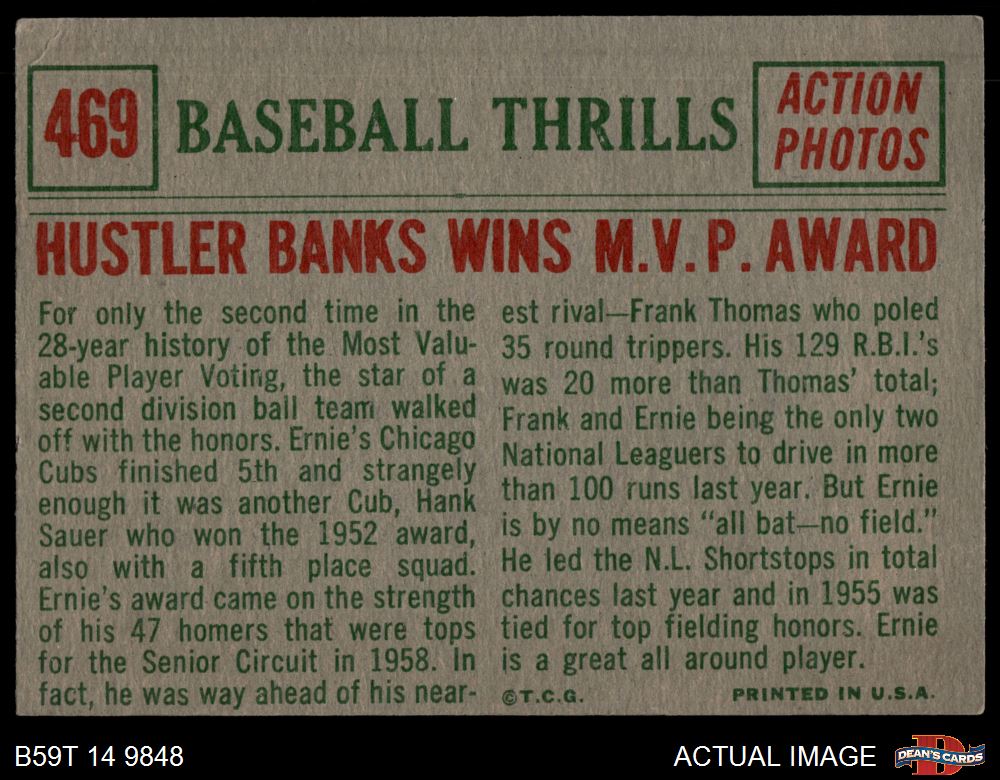 469
BASEBALL THRILLS
ACTION
PHOTOS
HUSTLER BANKS WINS M.V.P. AWARD
For only the second time in the
28-year history of the Most Valu-
able Player Voting, the star of a
second division ball team walked
off with the honors. Ernie's Chicago
Cubs finished 5th and strangely
enough it was another Cub, Hank
Sauer who won the 1952 award,
also with a fifth place squad.
Ernie's award came on the strength
of his 47 homers that were tops
for the Senior Circuit in 1958. In
fact, he was way ahead of his near-
est rival—Frank Thomas who poled
35 round trippers. His 129 R.B.I.'s
was 20 more than Thomas' total;
Frank and Ernie being the only two
National Leaguers to drive in more
than 100 runs last year. But Ernie
is by no means "all bat—no field."
He led the N.L. Shortstops in total
chances last year and in 1955 was
tied for top fielding honors. Ernie
is a great all around player.
©T.C.G.
PRINTED IN U.S.A.
B59T 14 9848
ACTUAL IMAGE
D
DEAN'S CARDS